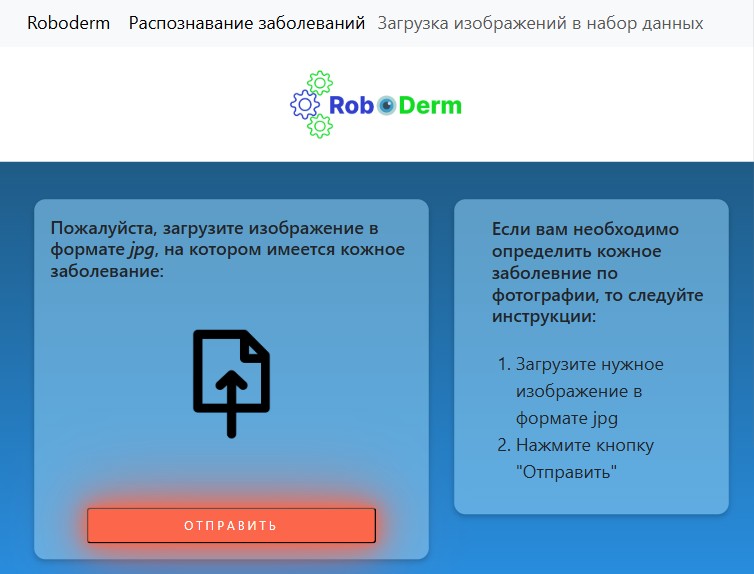 Roboderm Распознавание заболеваний Загрузка изображений в набор данных
RoboDerm
Пожалуйста, загрузите изображение в
формате jpg, на котором имеется кожное
заболевание:
ОТПРАВИТЬ
Если вам необходимо
определить кожное
заболевние по
фотографии, то следуйте
инструкции:
1. Загрузите нужное
изображение в
формате jpg
2. Нажмите кнопку
"Отправить"